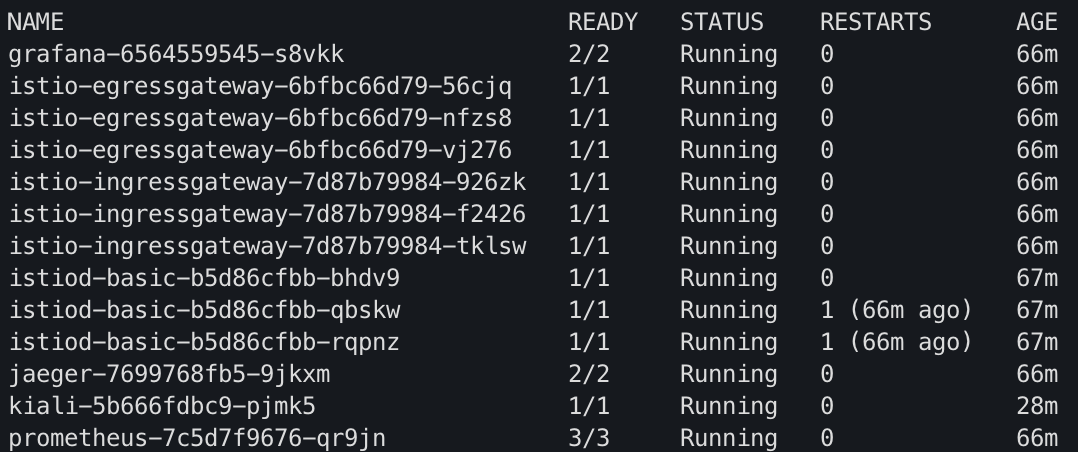 NAME READY STATUS RESTARTS AGE
grafana-6564559545-s8vkk 2/2 Running 0 66m
istio-egressgateway-6bfbc66d79-56cjq 1/1 Running 0 66m
istio-egressgateway-6bfbc66d79-nfzs8 1/1 Running 0 66m
istio-egressgateway-6bfbc66d79-vj276 1/1 Running 0 66m
istio-ingressgateway-7d87b79984-926zk 1/1 Running 0 66m
istio-ingressgateway-7d87b79984-f2426 1/1 Running 0 66m
istio-ingressgateway-7d87b79984-tklsw 1/1 Running 0 66m
istiod-basic-b5d86cfbb-bhdv9 1/1 Running 0 67m
istiod-basic-b5d86cfbb-qbskw 1/1 Running 1 (66m ago) 67m
istiod-basic-b5d86cfbb-rqpnz 1/1 Running 1 (66m ago) 67m
jaeger-7699768fb5-9jkxm 2/2 Running 0 66m
kiali-5b666fdbc9-pjmk5 1/1 Running 0 28m
prometheus-7c5d7f9676-qr9jn 3/3 Running 0 66m